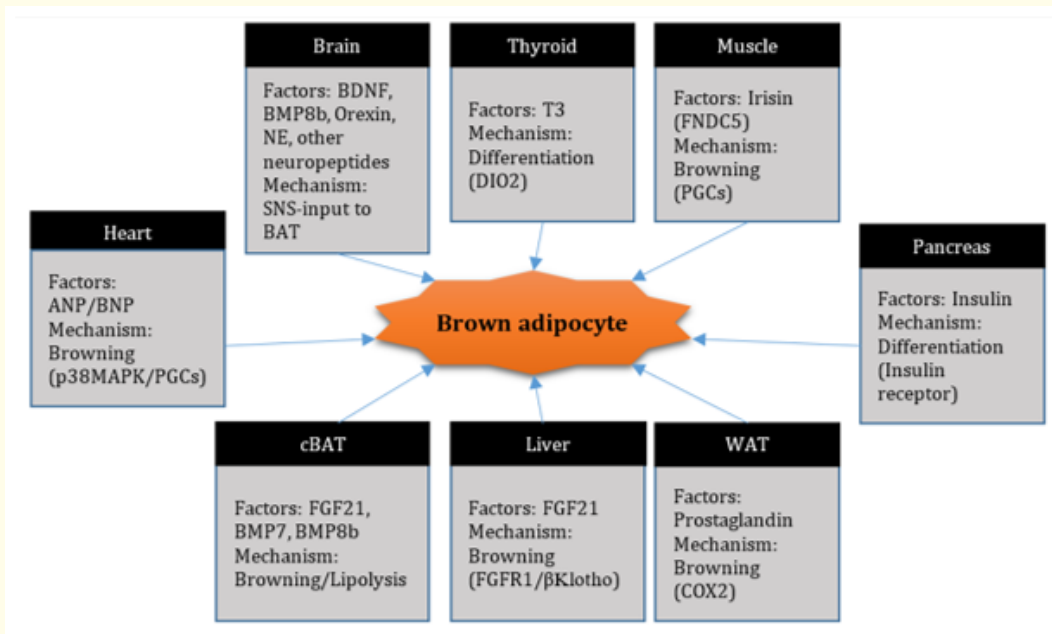 Brain
Factors: BDNF,
BMP8b, Orexin,
NE, other
neuropeptides
Mechanism:
SNS-input to
BAT
Thyroid
Factors: T3
Mechanism:
Differentiation
(DIO2)
Muscle
Factors: Irisin
(FNDC5)
Mechanism:
Browning
(PGCs)
Heart
Factors:
ANP/BNP
Mechanism:
Browning
(p38MAPK/PGCs)
Brown adipocyte
Pancreas
Factors: Insulin
Mechanism:
Differentiation
(Insulin
receptor)
cBAT
Factors: FGF21,
BMP7, BMP8b
Mechanism:
Browning/Lipolysis
Liver
Factors: FGF21
Mechanism:
Browning
(FGFR1/βKlotho)
WAT
Factors:
Prostaglandin
Mechanism:
Browning
(COX2)